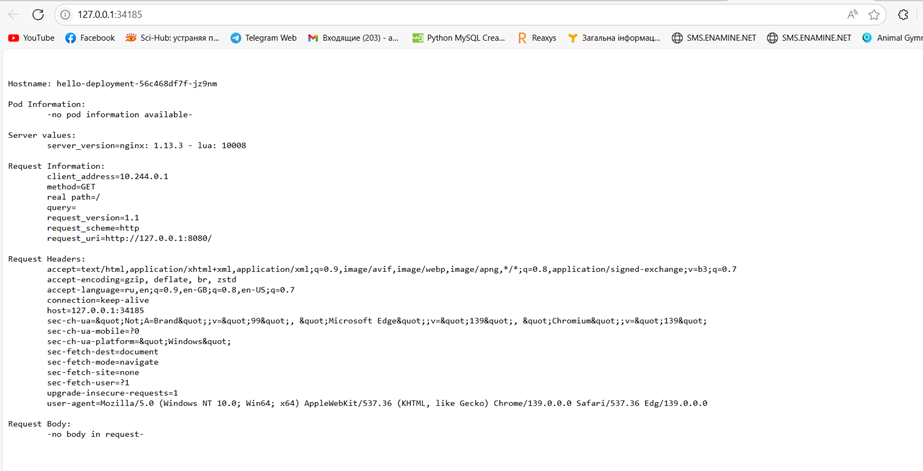 127.0.0.1:34185
YouTube Facebook Sci-Hub: устраняя п... Telegram Web Входящие (203) - a... Python MySQL Crea... Reaxys Загальна інформац... SMS.ENAMINE.NET SMS.ENAMINE.NET Animal Gym
Hostname: hello-deployment-56c468df7f-jz9nm
Pod Information:
-no pod information available-
Server values:
server_version=nginx: 1.13.3 - lua: 10008
Request Information:
client_address=10.244.0.1
method=GET
real path=/
query=
request_version=1.1
request_scheme=http
request_uri=http://127.0.0.1:8080/
Request Headers:
accept=text/html,application/xhtml+xml,application/xml;q=0.9,image/avif,image/webp,image/apng,*/*;q=0.8,application/signed-exchange;v=b3;q=0.7
accept-encoding=gzip, deflate, br, zstd
accept-language=ru,en;q=0.9,en-GB;q=0.8,en-US;q=0.7
connection=keep-alive
host=127.0.0.1:34185
sec-ch-ua=&quot;Not;A=Brand&quot;;v=&quot;99&quot;, &quot;Microsoft Edge&quot;;v=&quot;139&quot;, &quot;Chromium&quot;;v=&quot;139&quot;
sec-ch-ua-mobile=?0
sec-ch-ua-platform=&quot;Windows&quot;
sec-fetch-dest=document
sec-fetch-mode=navigate
sec-fetch-site=none
sec-fetch-user=?1
upgrade-insecure-requests=1
user-agent=Mozilla/5.0 (Windows NT 10.0; Win64; x64) AppleWebKit/537.36 (KHTML, like Gecko) Chrome/139.0.0.0 Safari/537.36 Edg/139.0.0.0
Request Body:
-no body in request-